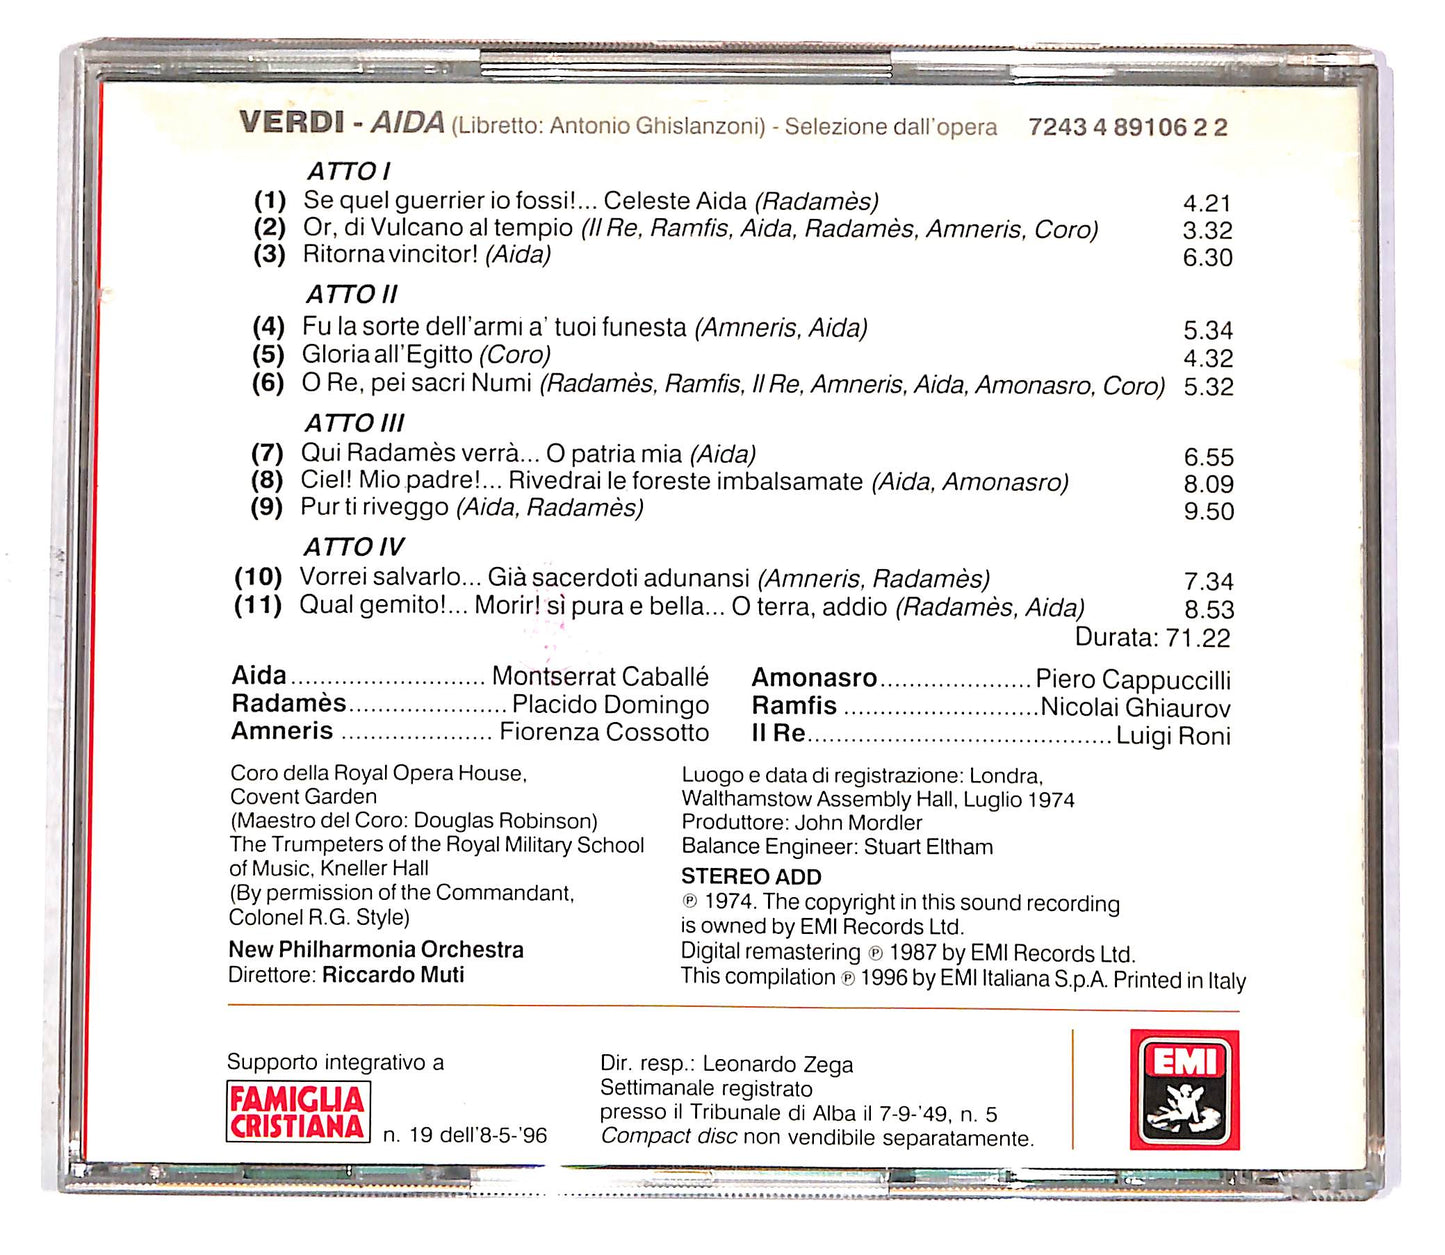 VERDI - AIDA (Libretto: Antonio Ghislanzoni) - Selezione dall'opera 7243 4 89106 2 2
ATTO I
(1) Se quel guerrier io fossi!... Celeste Aida (Radamès) 4.21
(2) Or, di Vulcano al tempio (Il Re, Ramfis, Aida, Radamès, Amneris, Coro) 3.32
(3) Ritorna vincitor! (Aida) 6.30
ATTO II
(4) Fu la sorte dell'armi a' tuoi funesta (Amneris, Aida) 5.34
(5) Gloria all'Egitto (Coro) 4.32
(6) O Re, pei sacri Numi (Radamès, Ramfis, Il Re, Amneris, Aida, Amonasro, Coro) 5.32
ATTO III
(7) Qui Radamès verrà... O patria mia (Aida) 6.55
(8) Ciel! Mio padre!... Rivedrai le foreste imbalsamate (Aida, Amonasro) 8.09
(9) Pur ti riveggo (Aida, Radamès) 9.50
ATTO IV
(10) Vorrei salvarlo... Già sacerdoti adunansi (Amneris, Radamès) 7.34
(11) Qual gemito!... Morir! sì pura e bella... O terra, addio (Radamès, Aida) 8.53
Durata: 71.22
Aida........................... Montserrat Caballé
Radamès...................... Placido Domingo
Amneris ..................... Fiorenza Cossotto
Amonasro.....................Piero Cappuccilli
Ramfis ...........................Nicolai Ghiaurov
Il Re..........................................Luigi Roni
Coro della Royal Opera House,
Covent Garden
(Maestro del Coro: Douglas Robinson)
The Trumpeters of the Royal Military School
of Music, Kneller Hall
(By permission of the Commandant,
Colonel R.G. Style)
New Philharmonia Orchestra
Direttore: Riccardo Muti
Luogo e data di registrazione: Londra,
Walthamstow Assembly Hall, Luglio 1974
Produttore: John Mordler
Balance Engineer: Stuart Eltham
STEREO ADD
℗ 1974. The copyright in this sound recording
is owned by EMI Records Ltd.
Digital remastering ℗ 1987 by EMI Records Ltd.
This compilation ℗ 1996 by EMI Italiana S.p.A. Printed in Italy
Supporto integrativo a
FAMIGLIA
CRISTIANA n. 19 dell'8-5-'96
Dir. resp.: Leonardo Zega
Settimanale registrato
presso il Tribunale di Alba il 7-9-'49, n. 5
Compact disc non vendibile separatamente.
EMI